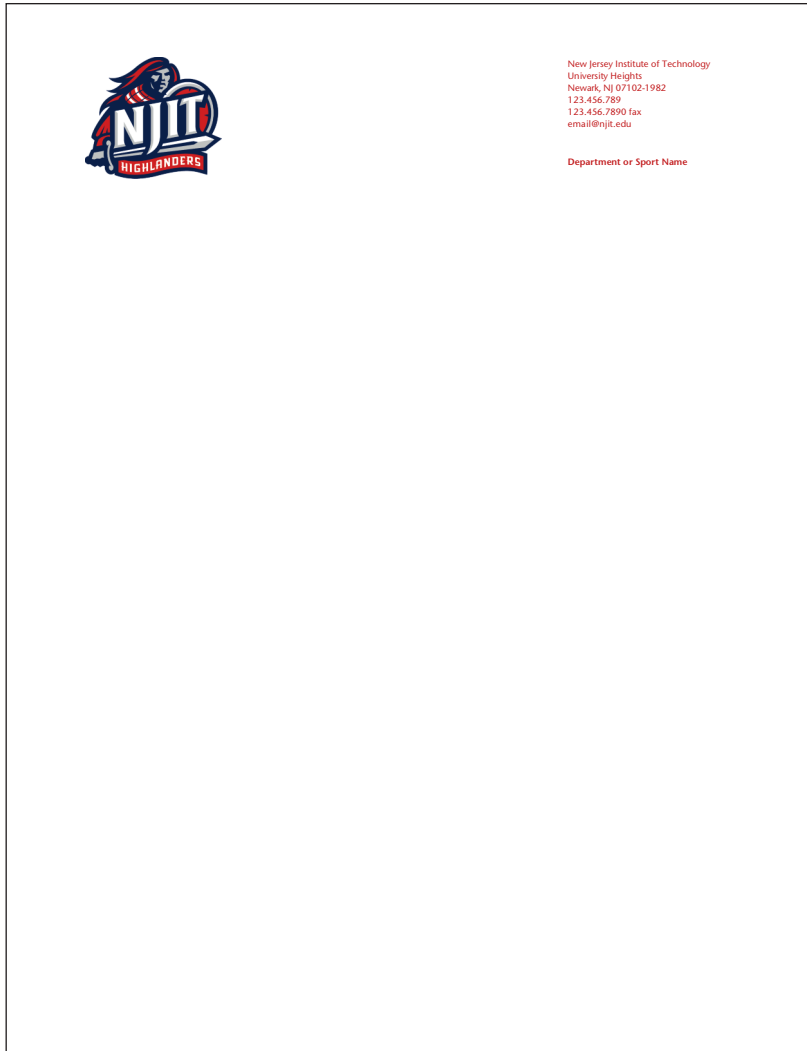 NJIT
HIGHLANDERS
New Jersey Institute of Technology
University Heights
Newark, NJ 07102-1982
123.456.789
123.456.7890 fax
email@njit.edu
Department or Sport Name